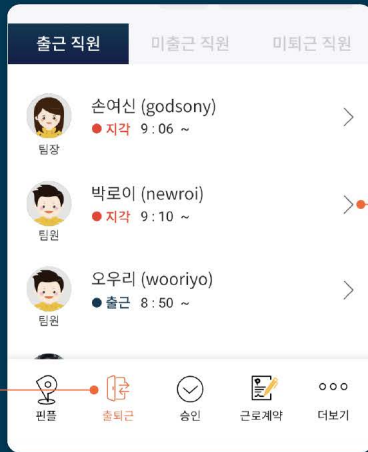 출근 직원 미출근 직원 미퇴근 직원
손여신 (godsony)
지각 9 : 06 ~
팀장
박로이 (newroi)
지각 9 : 10 ~
팀원
오우리 (wooriyo)
출근 8 : 50 ~
팀원
핀플 출퇴근 승인 근로계약 더보기